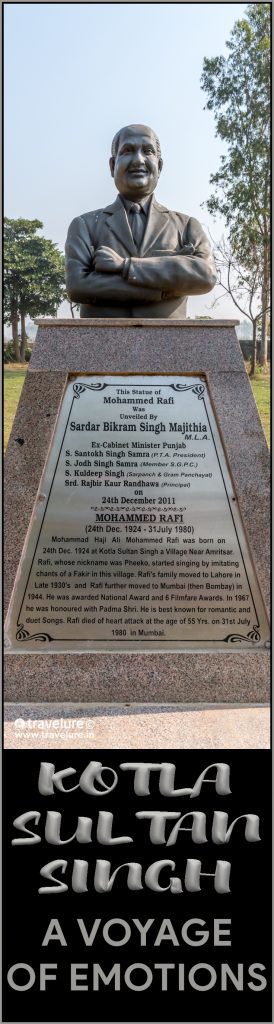 This Statue of
Mohammed Rafi
Was
Unveiled By
Sardar Bikram Singh Majithia
M.L.A.
Ex-Cabinet Minister Punjab
S. Santokh Singh Samra (P.T.A. President)
S. Jodh Singh Samra (Member S.G.P.C.)
S. Kuldeep Singh (Sarpanch & Gram Panchayat)
Srd. Rajbir Kaur Randhawa (Principal)
on
24th December 2011
MOHAMMED RAFI
(24th Dec. 1924 - 31July 1980)
Mohammad Haji Ali Mohammed Rafi was born on
24th Dec. 1924 at Kotla Sultan Singh a Village Near Amritsar.
Rafi, whose nickname was Pheeko, started singing by imitating
chants of a Fakir in this village. Rafi's family moved to Lahore in
Late 1930's and Rafi further moved to Mumbai (then Bombay) in
1944. He was awarded National Award and 6 Filmfare Awards. In 1967
he was honoured with Padma Shri. He is best known for romantic and
duet Songs. Rafi died of heart attack at the age of 55 Yrs. on 31st July
1980 in Mumbai.
travelure©
www.travelure.in
KOTLA
SULTAN
SINGH
A VOYAGE
OF EMOTIONS